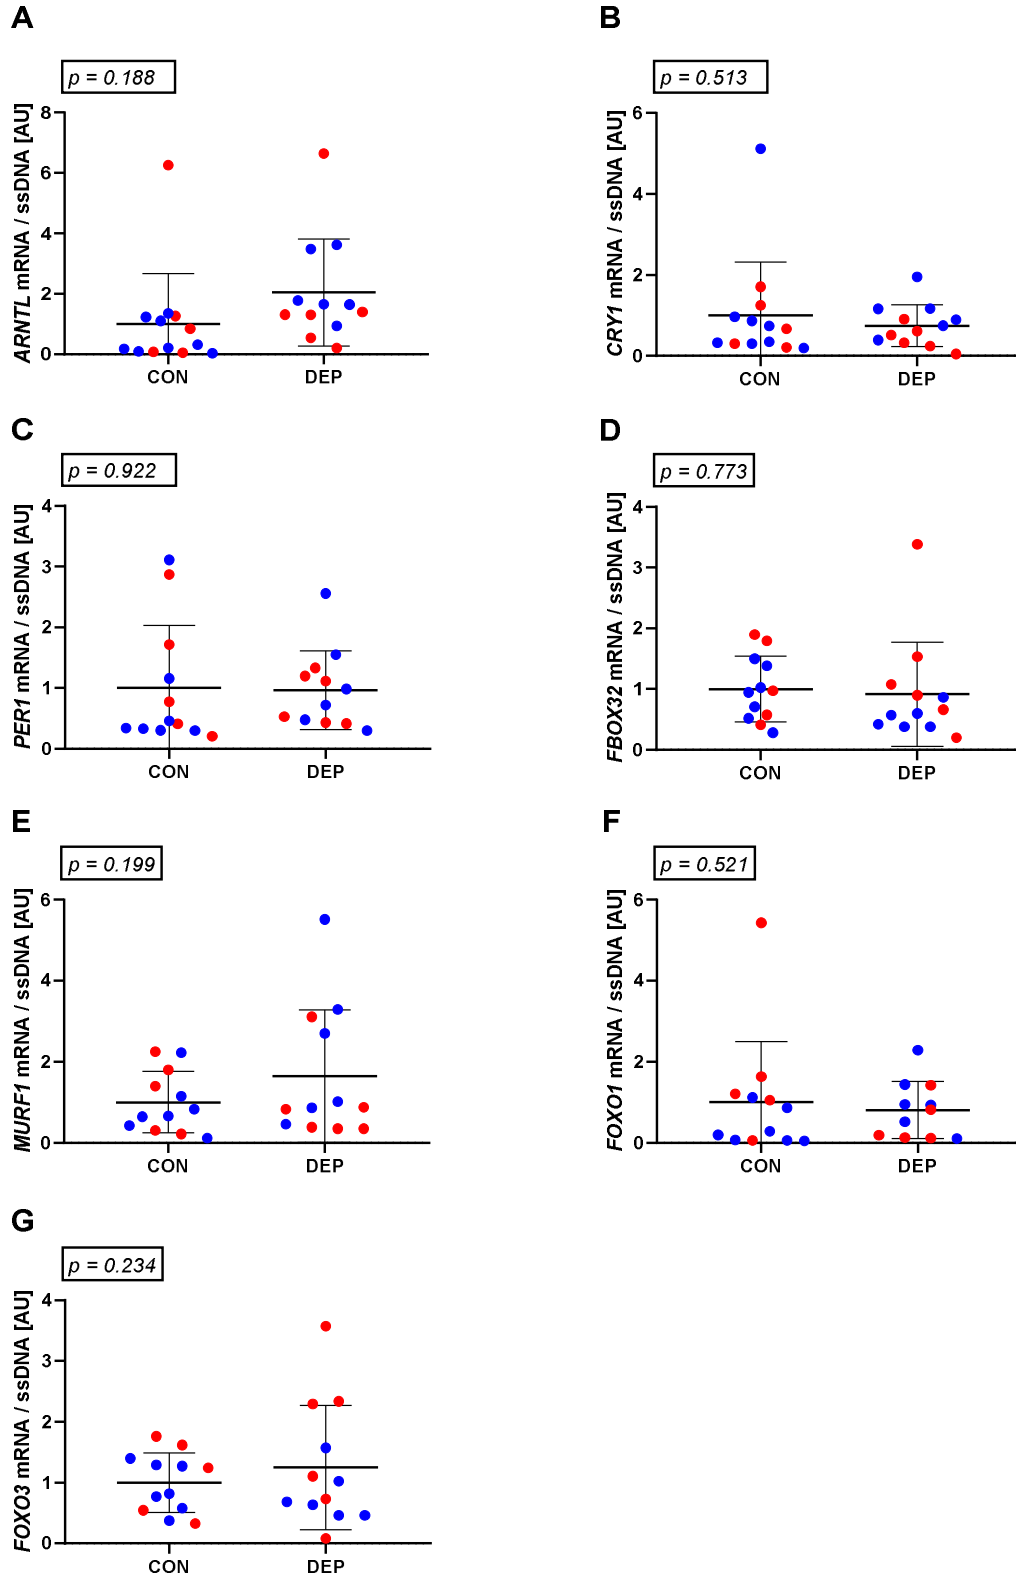 A
p = 0.188
ARNTL mRNA / ssDNA [AU]
8
6
4
2
0
CON
DEP
B
p = 0.513
CRY1 mRNA / ssDNA [AU]
6
4
2
0
CON
DEP
C
p = 0.922
PER1 mRNA / ssDNA [AU]
4
3
2
1
0
CON
DEP
D
p = 0.773
FBOX32 mRNA / ssDNA [AU]
4
3
2
1
0
CON
DEP
E
p = 0.199
MURF1 mRNA / ssDNA [AU]
6
4
2
0
CON
DEP
F
p = 0.521
FOXO1 mRNA / ssDNA [AU]
6
4
2
0
CON
DEP
G
p = 0.234
FOXO3 mRNA / ssDNA [AU]
4
3
2
1
0
CON
DEP